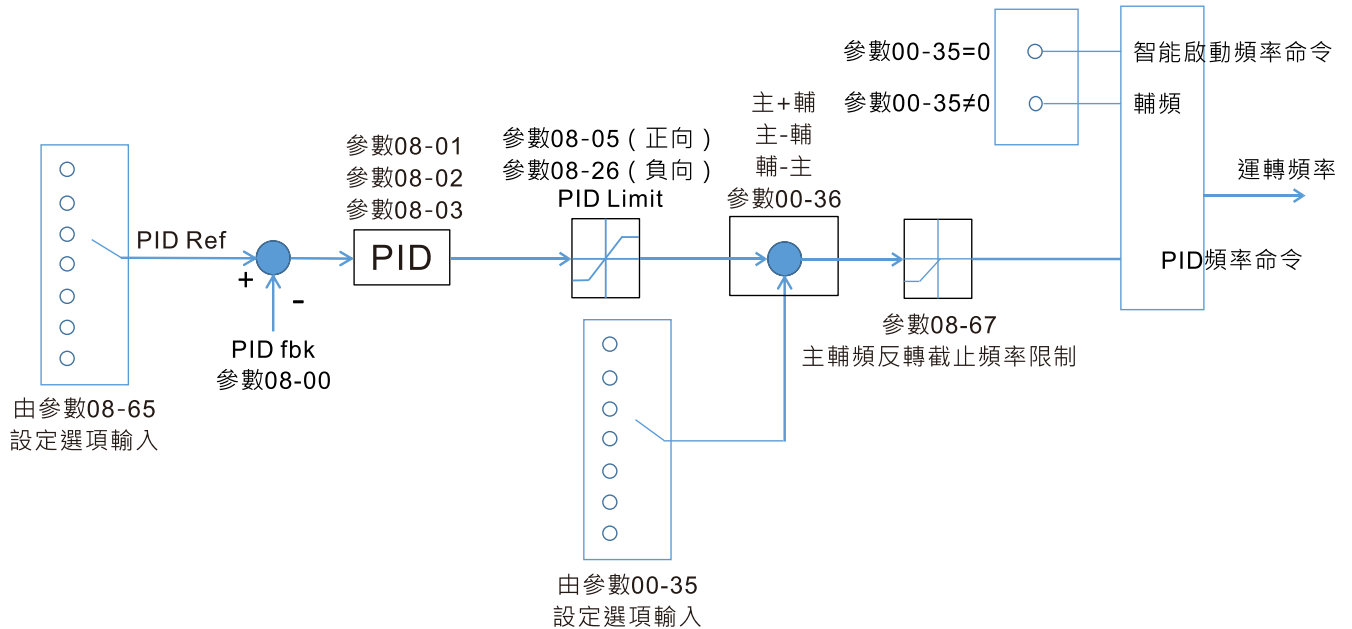 參數00-35=0
智能啟動頻率命令
參數00-35≠0
輔頻
主+輔
主-輔
輔-主
參數00-36
參數08-05（正向）
參數08-26（負向）
PID Limit
參數08-01
參數08-02
參數08-03
PID
運轉頻率
PID Ref
+
-
PID頻率命令
PID fbk
參數08-00
參數08-67
主輔頻反轉截止頻率限制
由參數08-65
設定選項輸入
由參數00-35
設定選項輸入